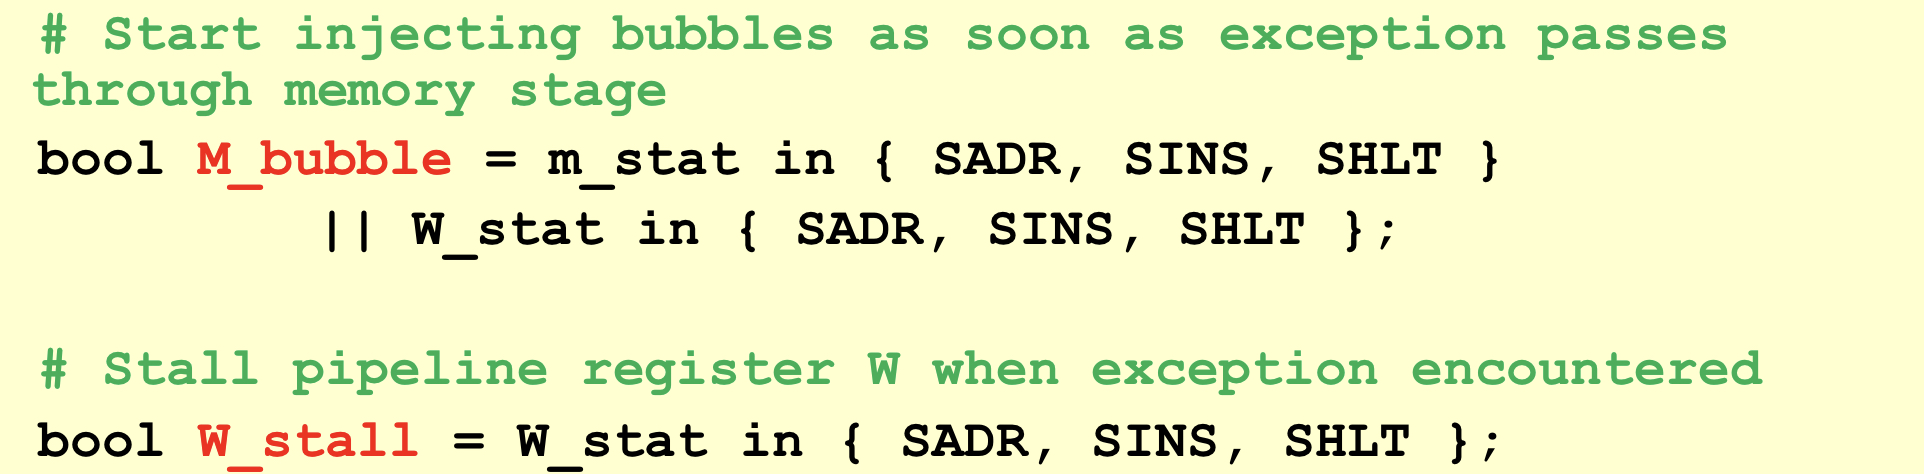 # Start injecting bubbles as soon as exception passes
through memory stage
bool M_bubble = m_stat in { SADR, SINS, SHLT }
|| W_stat in { SADR, SINS, SHLT };
# Stall pipeline register W when exception encountered
bool W_stall = W_stat in { SADR, SINS, SHLT };